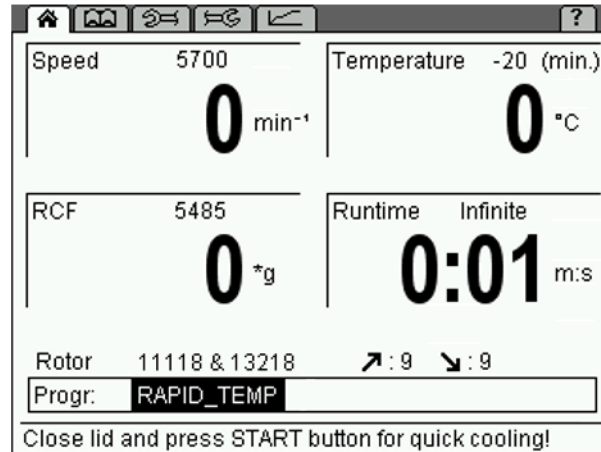 ?
Speed 5700
0 min⁻¹
Temperature -20 (min.)
0 °C
RCF 5485
0 *g
Runtime Infinite
0:01 m:s
Rotor 11118 & 13218 ↗: 9 ↘: 9
Progr: RAPID_TEMP
Close lid and press START button for quick cooling!